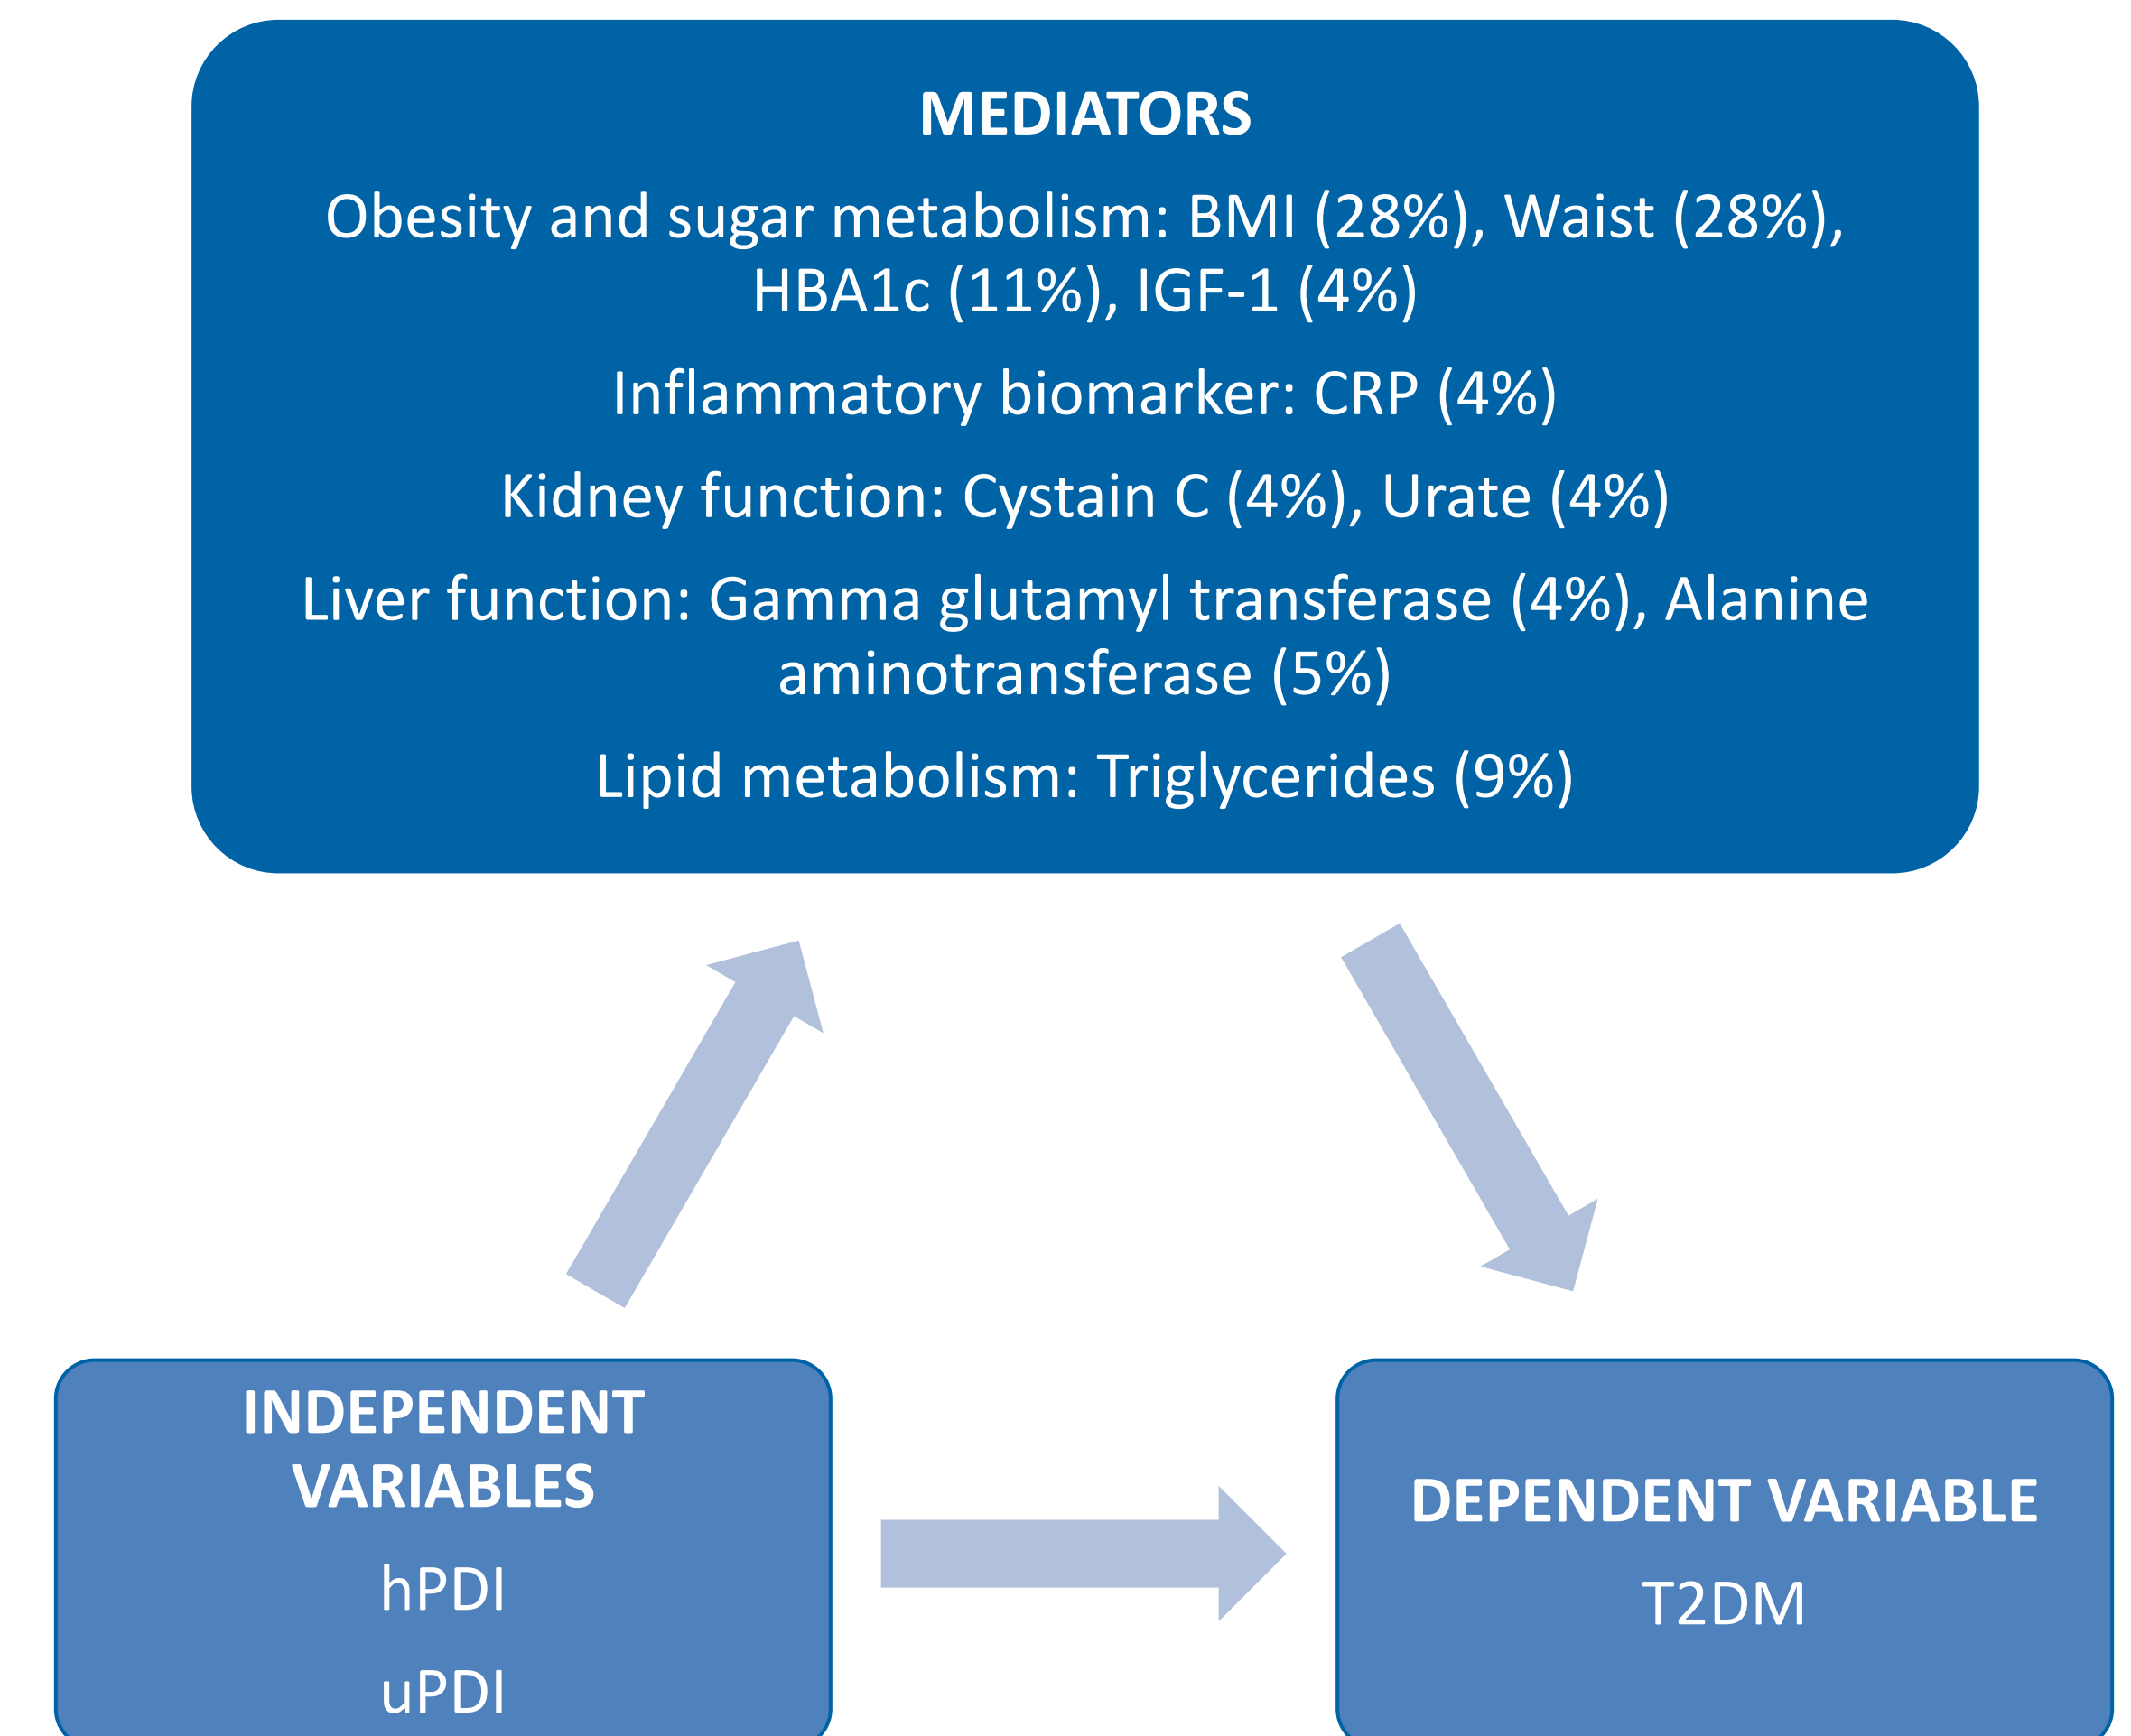 MEDIATORS
Obesity and sugar metabolism: BMI (28%), Waist (28%),
HBA1c (11%), IGF-1 (4%)
Inflammatory biomarker: CRP (4%)
Kidney function: Cystain C (4%), Urate (4%)
Liver function: Gamma glutamyl transferase (4%), Alanine
aminotransferase (5%)
Lipid metabolism: Triglycerides (9%)
INDEPENDENT
VARIABLES
hPDI
uPDI
DEPENDENT VARIABLE
T2DM